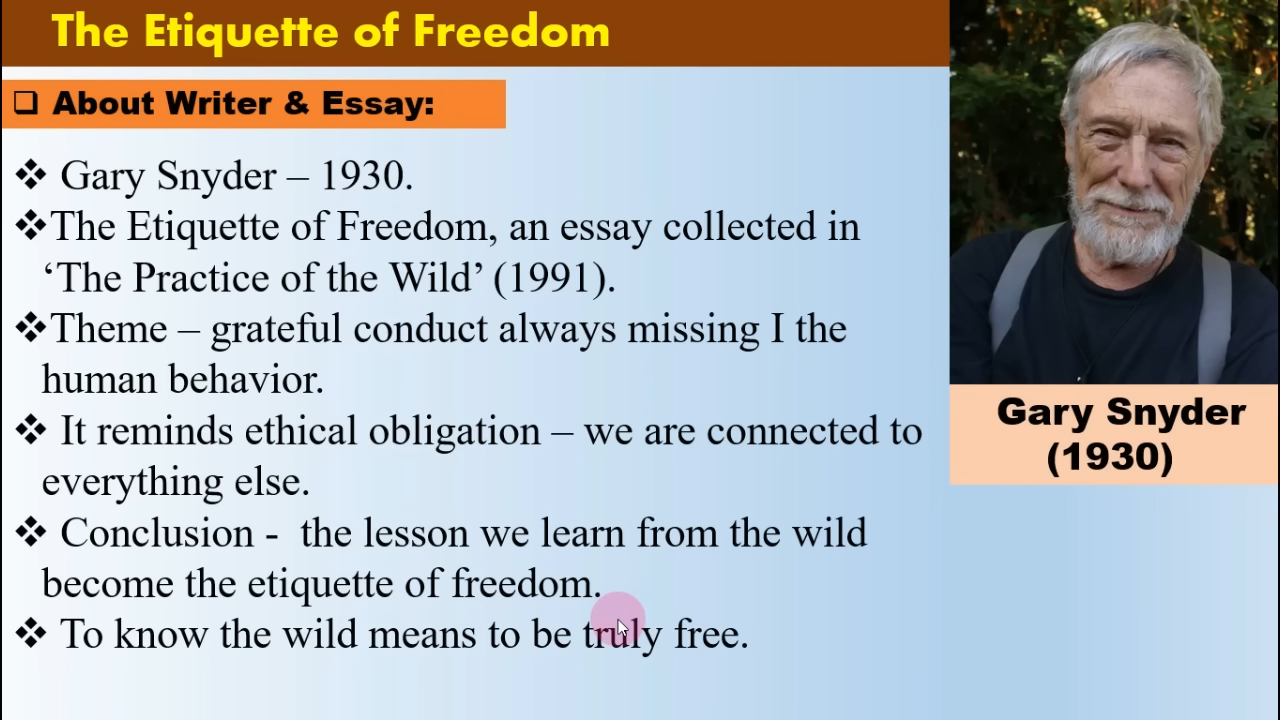 The Etiquette of Freedom
❑ About Writer & Essay:
❖ Gary Snyder – 1930.
❖The Etiquette of Freedom, an essay collected in
‘The Practice of the Wild’ (1991).
❖Theme – grateful conduct always missing I the
human behavior.
❖ It reminds ethical obligation – we are connected to
everything else.
❖ Conclusion - the lesson we learn from the wild
become the etiquette of freedom.
❖ To know the wild means to be truly free.
Gary Snyder
(1930)